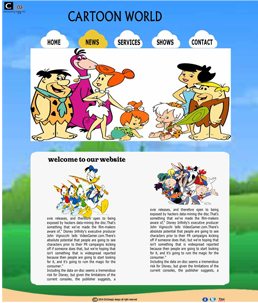 CARTOON WORLD
HOME
NEWS
SERVICES
SHOWS
CONTACT
welcome to our website
evie releases, and therefore open to being
exposed by hackers data-mining the disc.That's
something that we've made the film-makers
aware of," Disney Infinity's executive producer
John Vignocchi tells VideoGamer.com.There's
absolute potential that people are going to see
characters prior to their PR campaigns kicking
off if someone does that, but we're hoping that
isn't something that is widespread reported
because then people are going to be looking
for it, and it's going to ruin the magic for the
consumer."
Including the data on-disc seems a tremendous
risk for Disney, but given the limitations of the
current consoles, the publisher suggests, a
evie releases, and therefore open to being
exposed by hackers data-mining the disc.That's
something that we've made the film-makers
aware of," Disney Infinity's executive producer
John Vignocchi tells VideoGamer.com.There's
absolute potential that people are going to see
characters prior to their PR campaigns kicking
off if someone does that, but we're hoping that
isn't something that is widespread reported
because then people are going to be looking
for it, and it's going to ruin the magic for the
consumer."
Including the data on-disc seems a tremendous
risk for Disney, but given the limitations of the
current consoles, the publisher suggests, a